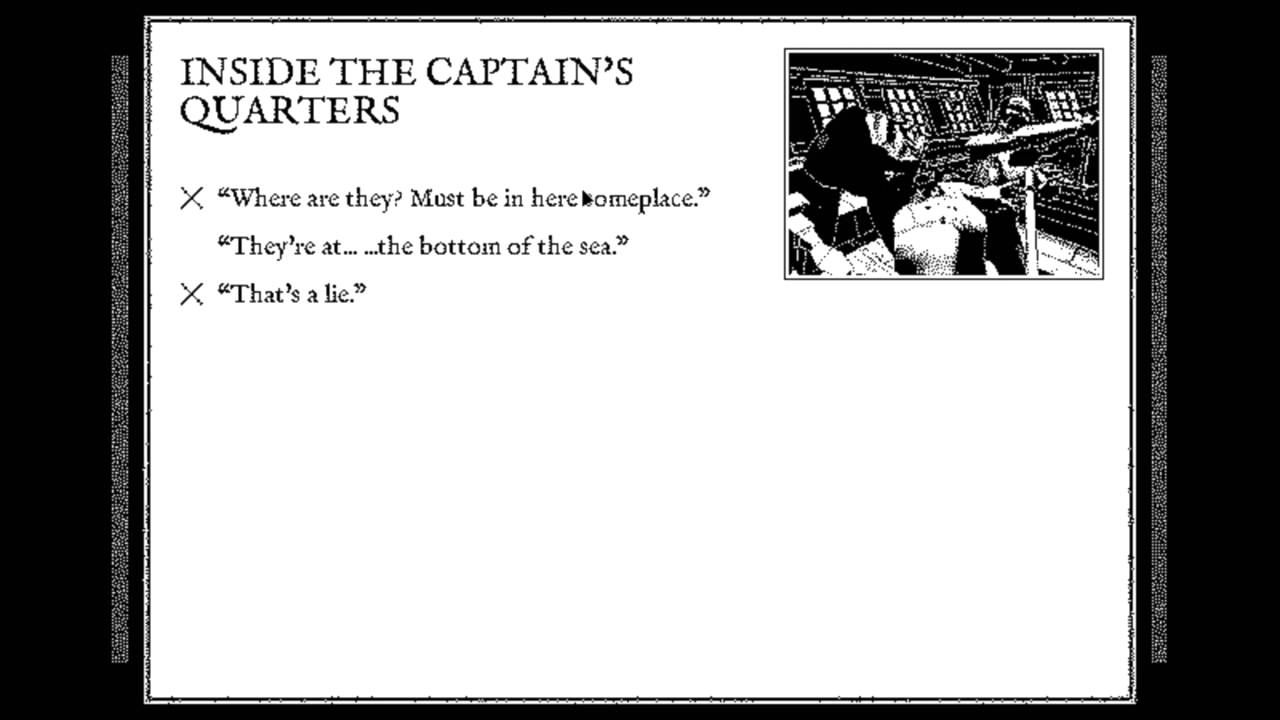 INSIDE THE CAPTAIN’S
QUARTERS
“Where are they? Must be in here someplace.”
“They’re at... ...the bottom of the sea.”
“That’s a lie.”